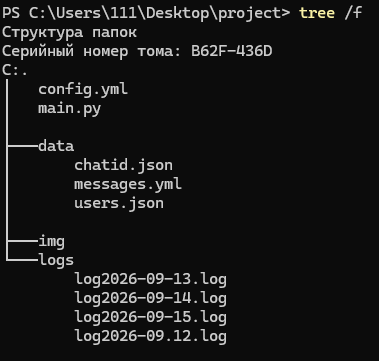 PS C:\Users\111\Desktop\project> tree /f
Структура папок
Серийный номер тома: B62F-436D
C:.
│   config.yml
│   main.py
│
├───data
│       chatid.json
│       messages.yml
│       users.json
│
├───img
└───logs
        log2026-09-13.log
        log2026-09-14.log
        log2026-09-15.log
        log2026-09.12.log